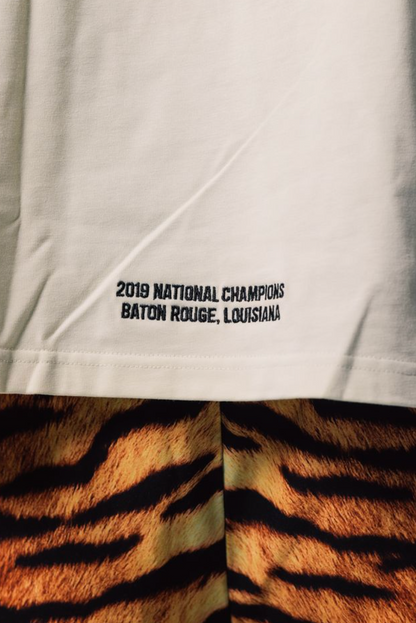 2019 NATIONAL CHAMPIONS
BATON ROUGE, LOUISIANA